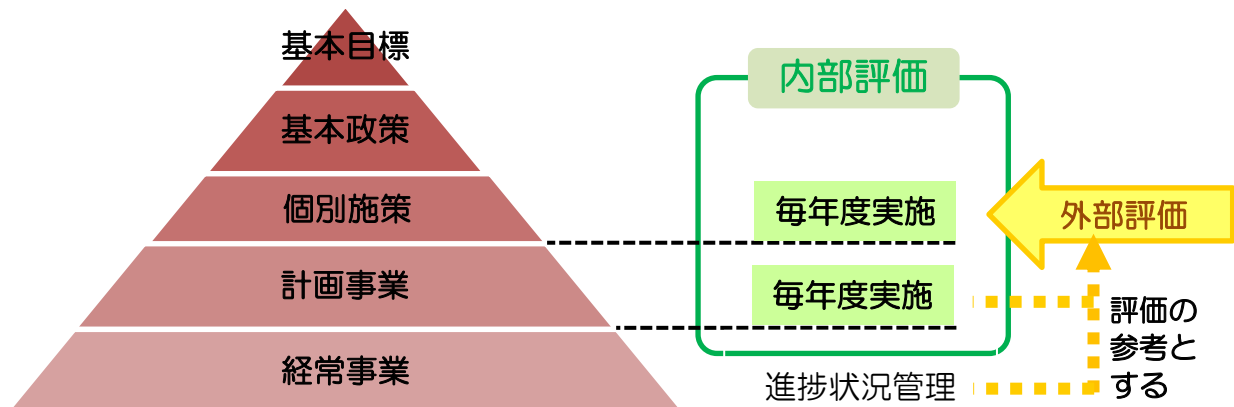 基本目標
基本政策
個別施策
計画事業
経常事業
内部評価
毎年度実施
毎年度実施
進捗状況管理
外部評価
評価の
参考と
する